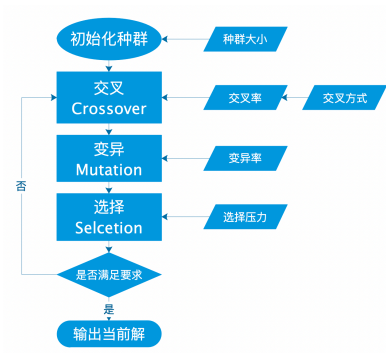 初始化种群
种群大小
交叉
Crossover
交叉率
交叉方式
变异
Mutation
变异率
否
选择
Selcetion
选择压力
是否满足要求
是
输出当前解